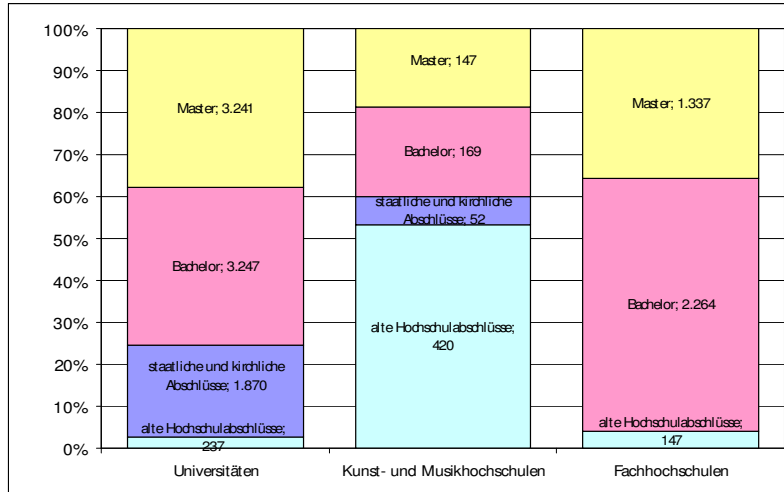 100%
90%
80%
70%
60%
50%
40%
30%
20%
10%
0%
Master; 3.241
Bachelor; 3.247
staatliche und kirchliche
Abschlüsse; 1.870
alte Hochschulabschlüsse;
237
Master; 147
Bachelor; 169
staatliche und kirchliche
Abschlüsse; 52
alte Hochschulabschlüsse;
420
Master; 1.337
Bachelor; 2.264
alte Hochschulabschlüsse;
147
Universitäten
Kunst- und Musikhochschulen
Fachhochschulen